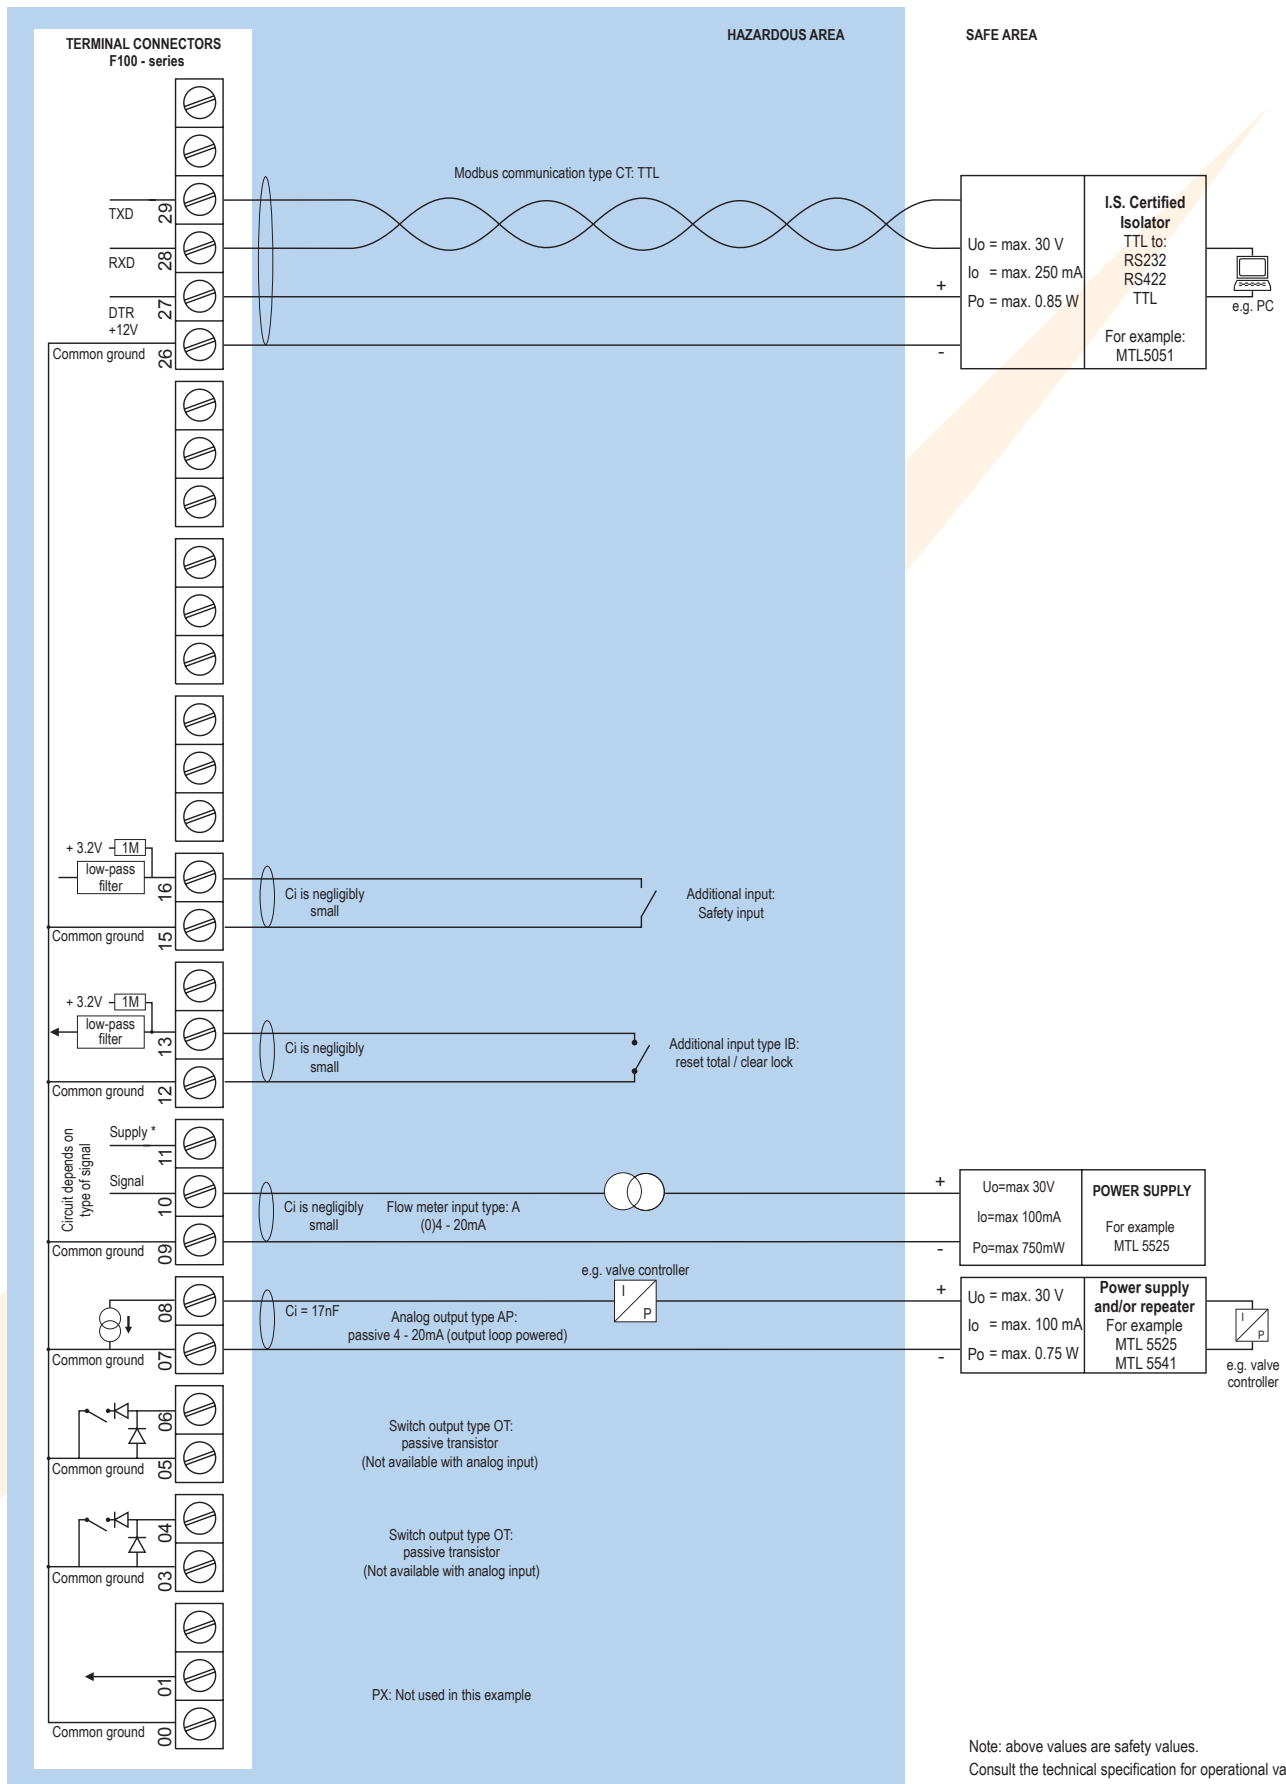 TERMINAL CONNECTORS
F100 - series
HAZARDOUS AREA
SAFE AREA
Modbus communication type CT: TTL
TXD
29
RXD
28
DTR
+12V
27
Common ground
26
+
-
Uo = max. 30 V
Io = max. 250 mA
Po = max. 0.85 W
I.S. Certified
Isolator
TTL to:
RS232
RS422
TTL
For example:
MTL5051
e.g. PC
+ 3.2V
1M
low-pass
filter
16
Common ground
15
Ci is negligibly
small
Additional input:
Safety input
+ 3.2V
1M
low-pass
filter
13
Common ground
12
Ci is negligibly
small
Additional input type IB:
reset total / clear lock
Circuit depends on
type of signal
Supply *
11
Signal
10
Common ground
09
Ci is negligibly
small
Flow meter input type: A
(0)4 - 20mA
+
-
Uo=max 30V
Io=max 100mA
Po=max 750mW
POWER SUPPLY
For example
MTL 5525
08
Common ground
07
Ci = 17nF
e.g. valve controller
I
P
Analog output type AP:
passive 4 - 20mA (output loop powered)
+
-
Uo = max. 30 V
Io = max. 100 mA
Po = max. 0.75 W
Power supply
and/or repeater
For example
MTL 5525
MTL 5541
I
P
e.g. valve
controller
06
Common ground
05
Switch output type OT:
passive transistor
(Not available with analog input)
04
Common ground
03
Switch output type OT:
passive transistor
(Not available with analog input)
01
Common ground
00
PX: Not used in this example
Note: above values are safety values.
Consult the technical specification for operational va